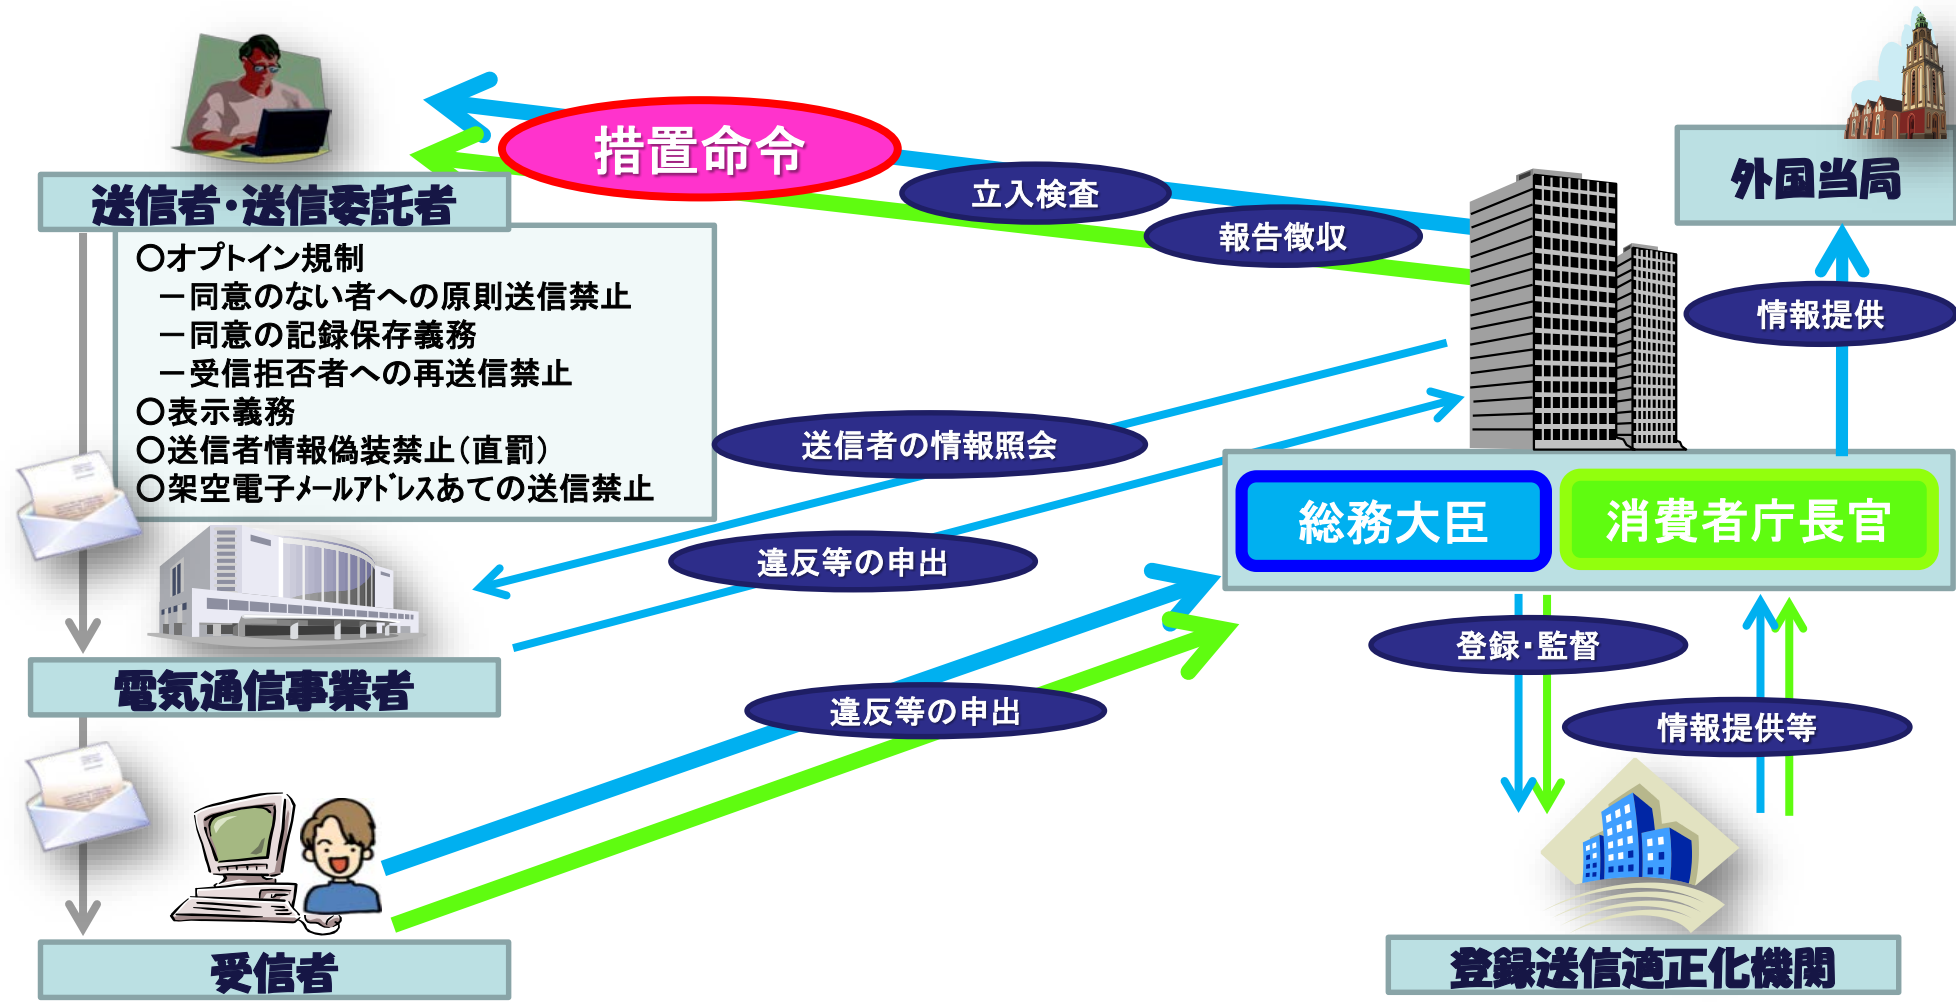 措置命令
立入検査
報告徴収
外国当局
情報提供
送信者・送信委託者
○オプトイン規制
－同意のない者への原則送信禁止
－同意の記録保存義務
－受信拒否者への再送信禁止
○表示義務
○送信者情報偽装禁止（直罰）
○架空電子ﾒｰﾙｱﾄﾞﾚｽあての送信禁止
送信者の情報照会
違反等の申出
総務大臣
消費者庁長官
電気通信事業者
違反等の申出
登録・監督
情報提供等
受信者
登録送信適正化機関